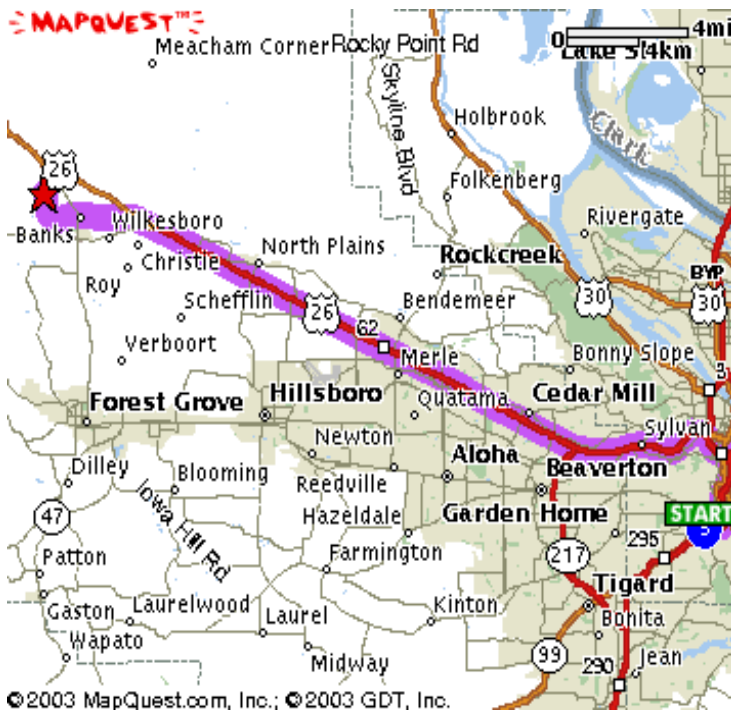 MAPQUEST™
Meacham Corner
Rocky Point Rd
0 4mi
4km
Skyline Blvd
Holbrook
Clark
26
Folkenberg
Rivergate
Banks
Wilkesboro
North Plains
Rockcreek
Christie
BYP
30
Roy
Schefflin
26
Bendemeer
30
62
Verboort
Merle
Bonny Slope
3
Forest Grove
Hillsboro
Quatama
Cedar Mill
Sylvan
Newton
Aloha
Beaverton
Dilley
Blooming
Reedville
Iowa Hill Rd
Hazeldale
Garden Home
START
5
47
295
Patton
Farmington
217
Tigard
Gaston
Laurelwood
Laurel
Kinton
Bonita
Wapato
Midway
99
290
Jean
©2003 MapQuest.com, Inc.; ©2003 GDT, Inc.